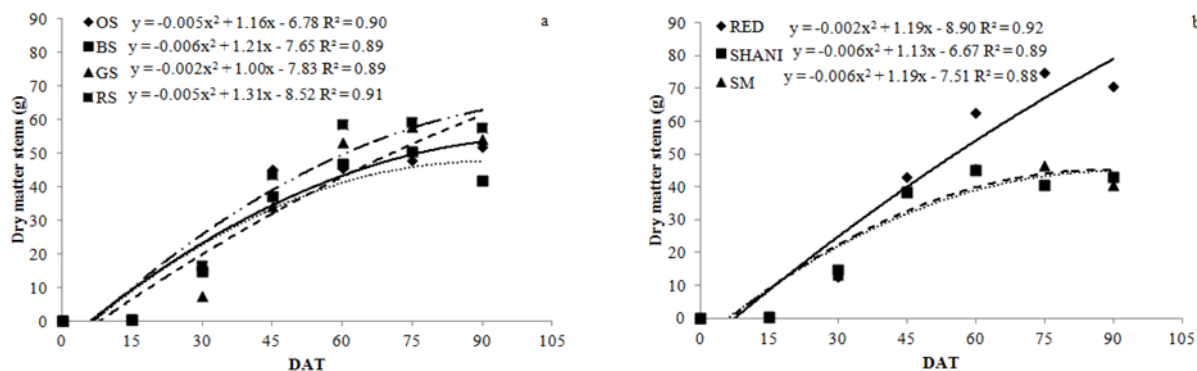 a
OS y = -0.005x² + 1.16x - 6.78 R² = 0.90
BS y = -0.006x² + 1.21x - 7.65 R² = 0.89
GS y = -0.002x² + 1.00x - 7.83 R² = 0.89
RS y = -0.005x² + 1.31x - 8.52 R² = 0.91
Dry matter stems (g)
90
80
70
60
50
40
30
20
10
0
0 15 30 45 60 75 90 105
DAT
b
RED y = -0.002x² + 1.19x - 8.90 R² = 0.92
SHANI y = -0.006x² + 1.13x - 6.67 R² = 0.89
SM y = -0.006x² + 1.19x - 7.51 R² = 0.88
Dry matter stems (g)
90
80
70
60
50
40
30
20
10
0
0 15 30 45 60 75 90 105
DAT